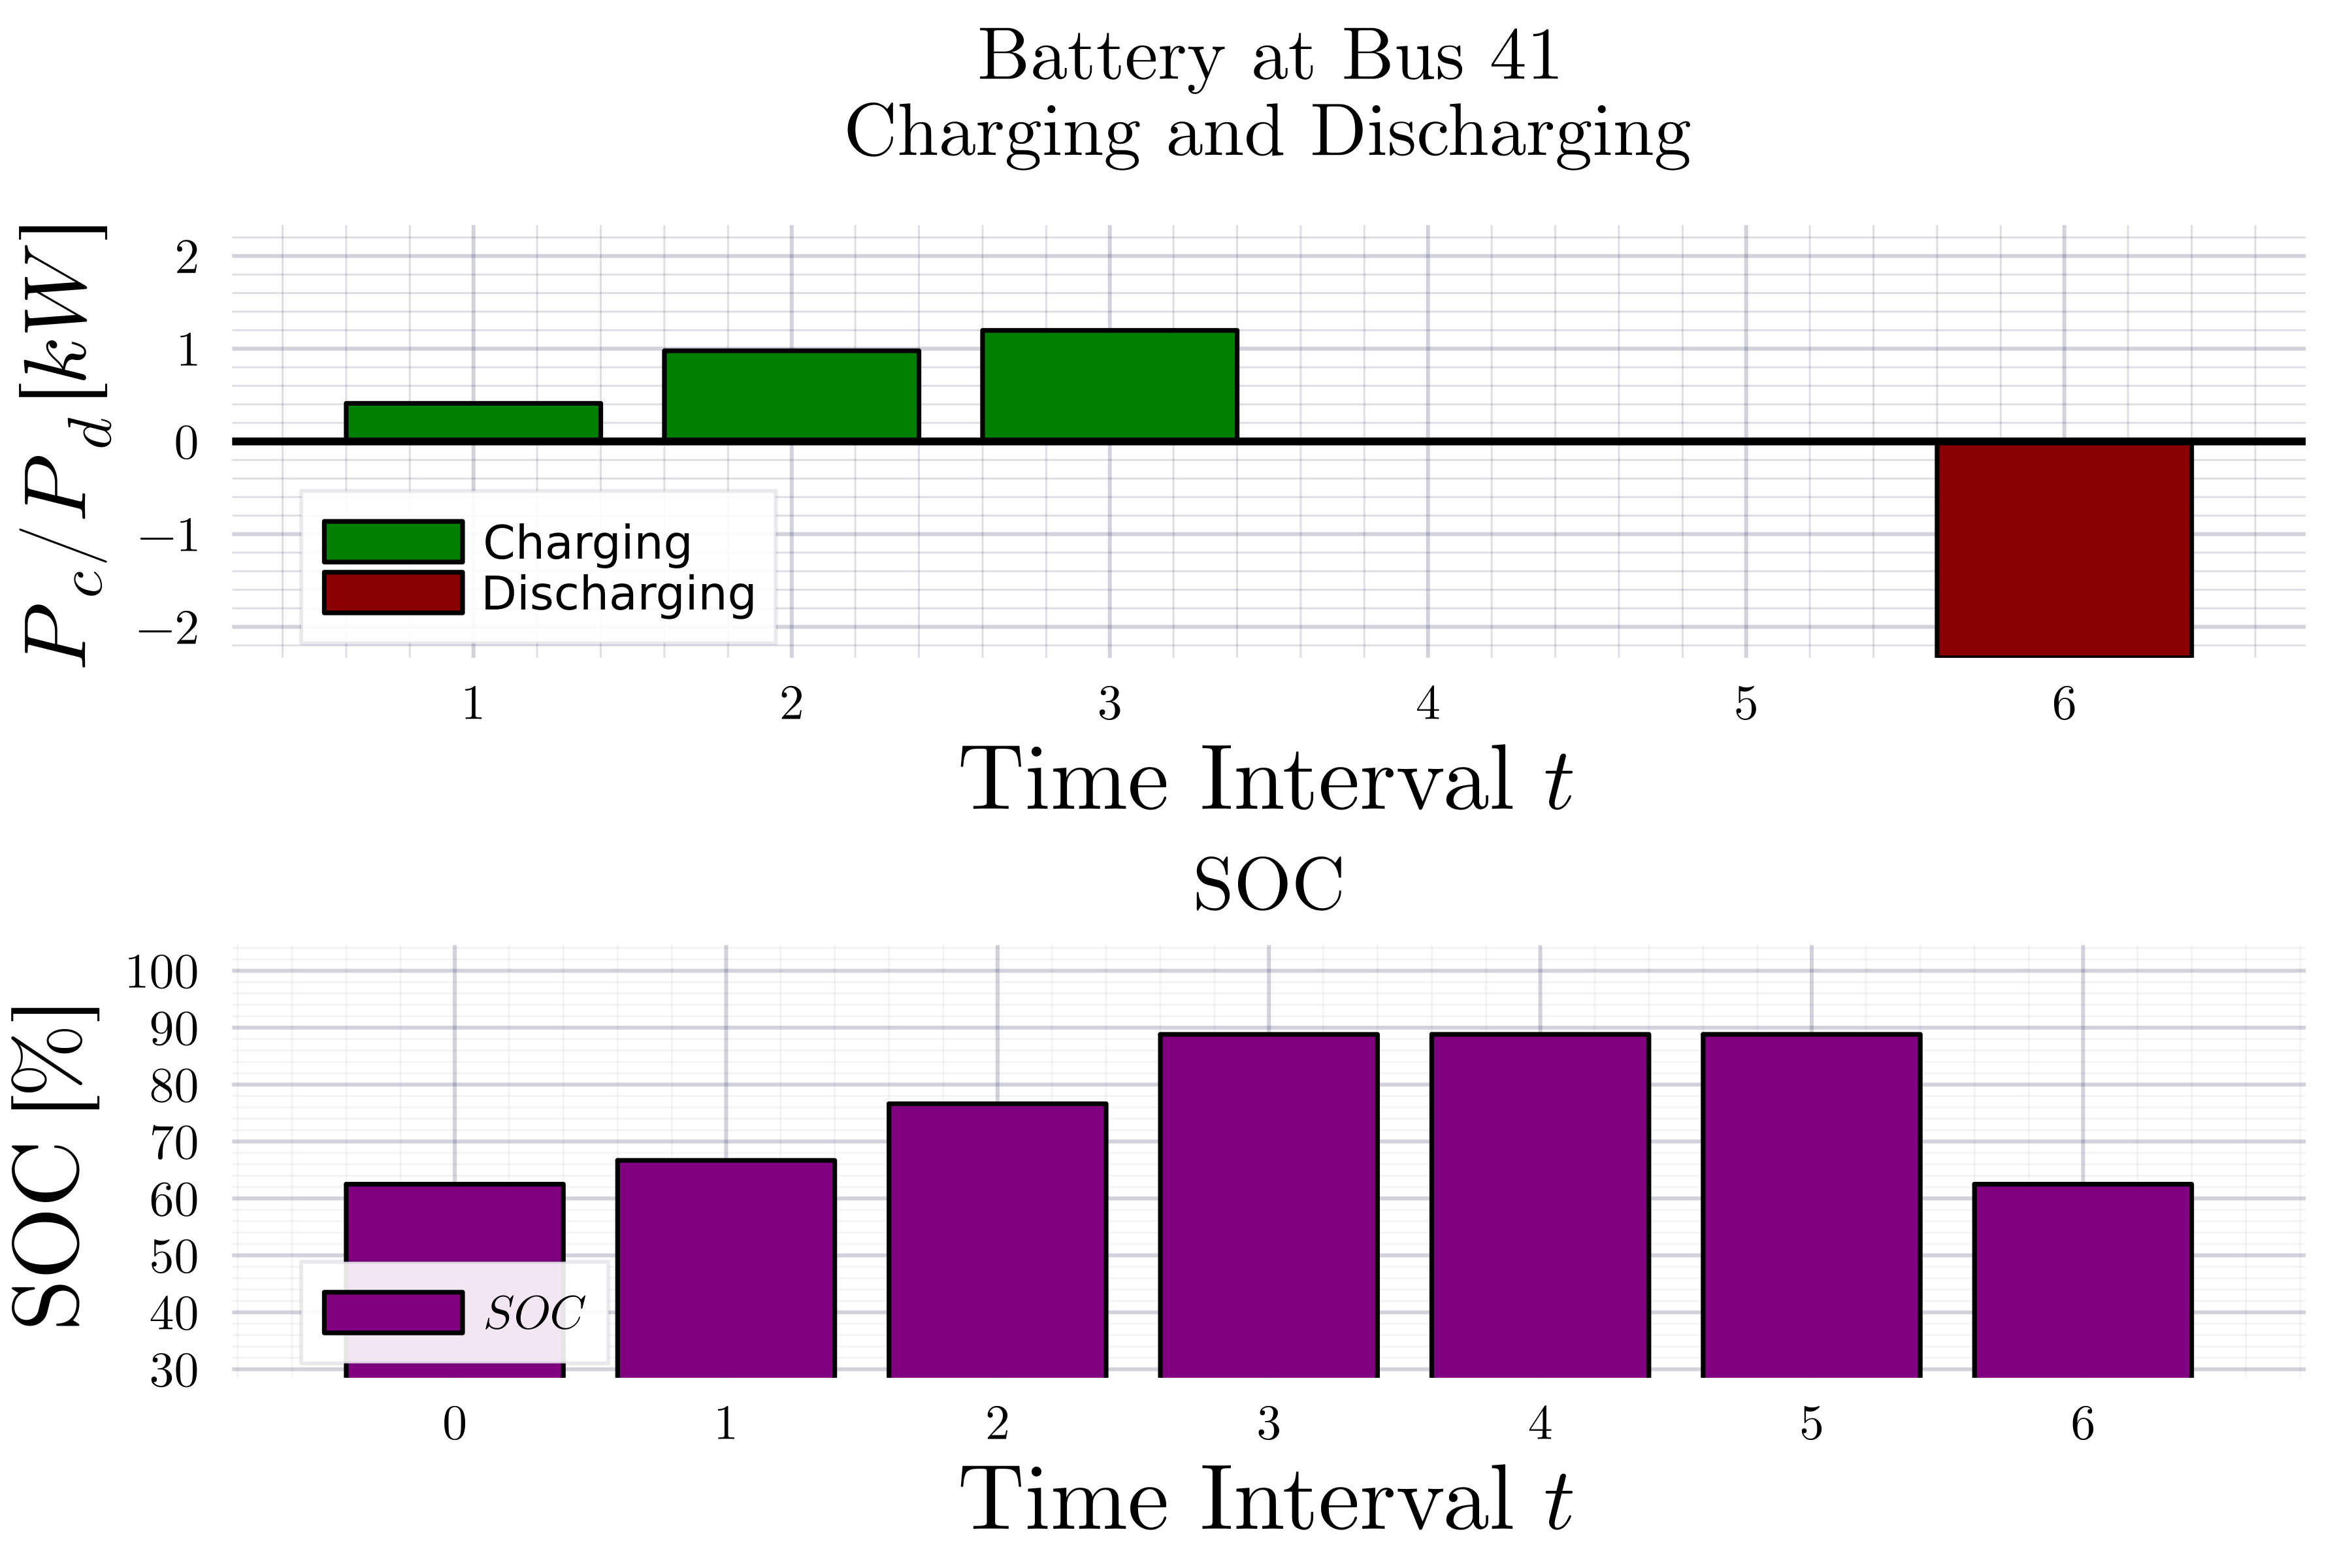 Battery at Bus 41
Charging and Discharging
P_c/P_d [kW]
2
1
0
−1
−2
Charging
Discharging
1 2 3 4 5 6
Time Interval t
SOC
SOC [%]
100
90
80
70
60
50
40
30
SOC
0 1 2 3 4 5 6
Time Interval t